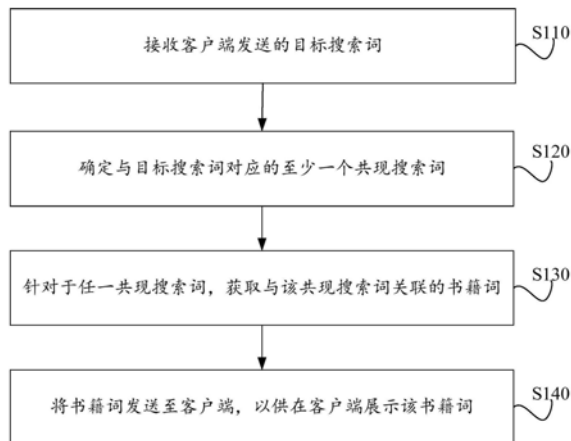 接收客户端发送的目标搜索词
S110
确定与目标搜索词对应的至少一个共现搜索词
S120
针对于任一共现搜索词，获取与该共现搜索词关联的书籍词
S130
将书籍词发送至客户端，以供在客户端展示该书籍词
S140